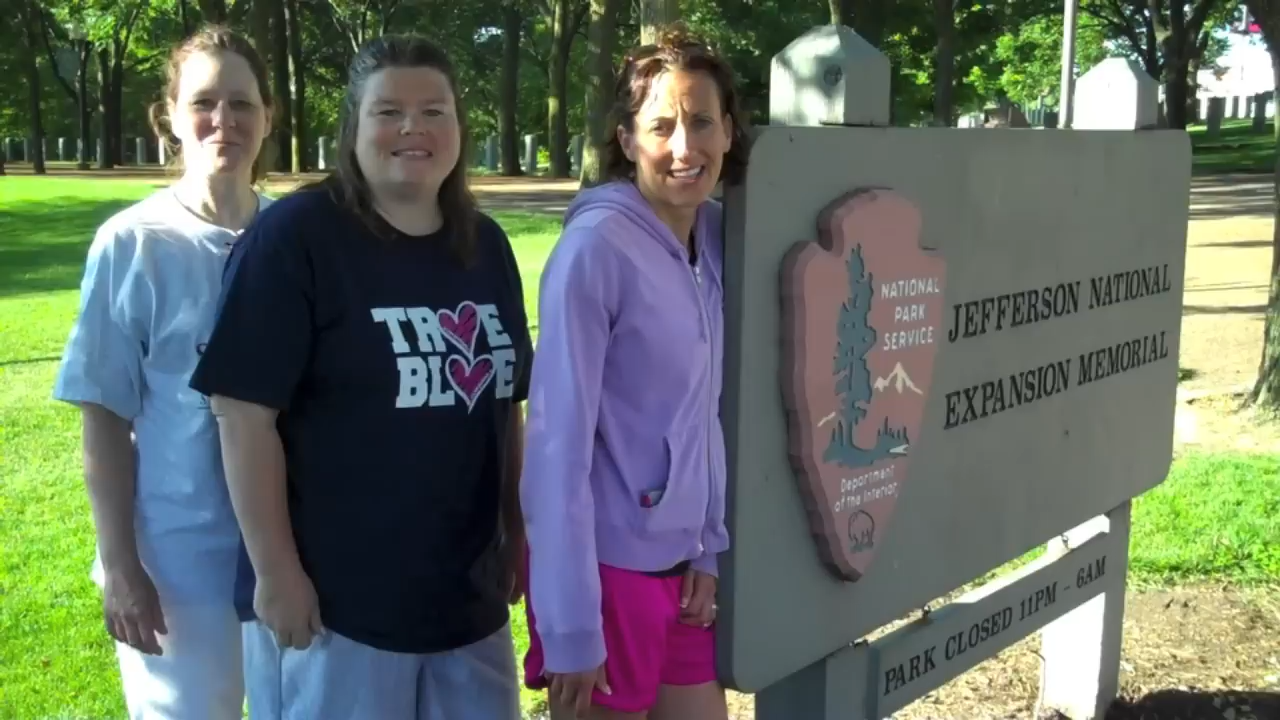 TRUE
BLUE
NATIONAL
PARK
SERVICE
Department
of the Interior
JEFFERSON NATIONAL
EXPANSION MEMORIAL
PARK CLOSED 11PM - 6AM